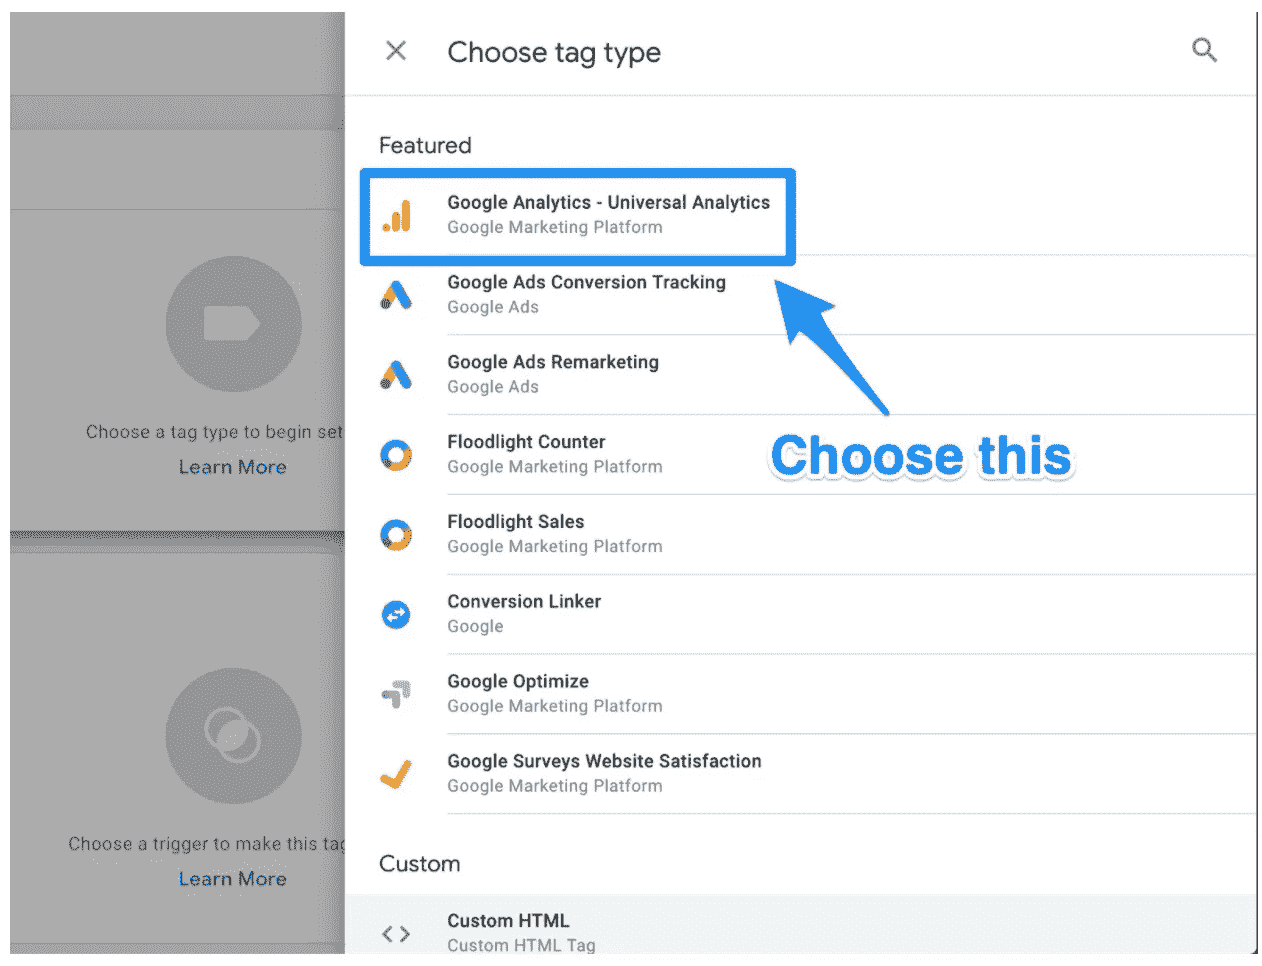 Choose tag type
Featured
Google Analytics - Universal Analytics
Google Marketing Platform
Google Ads Conversion Tracking
Google Ads
Google Ads Remarketing
Google Ads
Floodlight Counter
Google Marketing Platform
Choose this
Floodlight Sales
Google Marketing Platform
Conversion Linker
Google
Google Optimize
Google Marketing Platform
Google Surveys Website Satisfaction
Google Marketing Platform
Custom
Custom HTML
Custom HTML Tag
Choose a tag type to begin set
Learn More
Choose a trigger to make this tag
Learn More